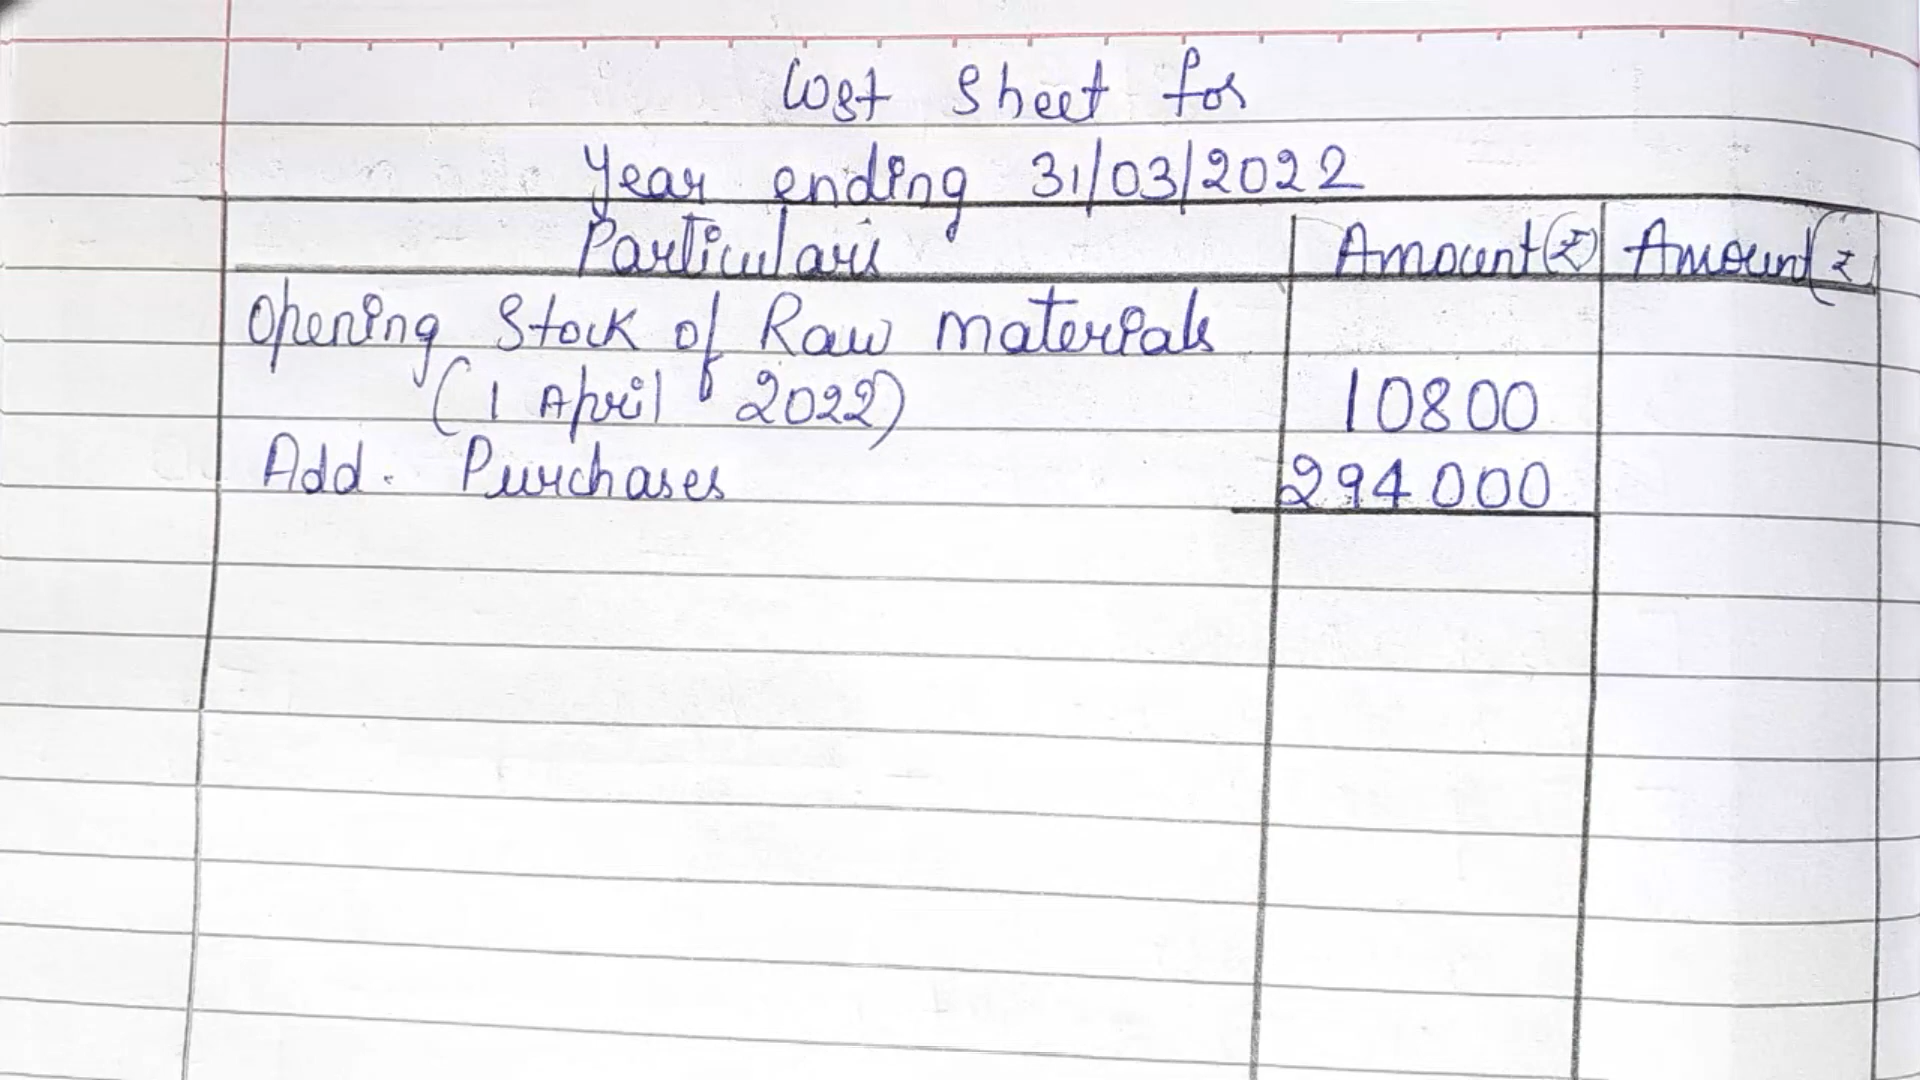 Cost Sheet for
Year ending 31/03/2022
Particulars Amount(₹) Amount(₹
Opening Stock of Raw materials
(1 April 2022) 10800
Add. Purchases 294000